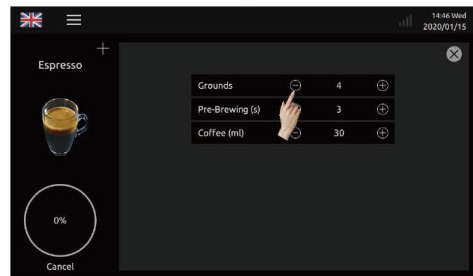 14:46 Wed
2020/01/15
Espresso
Grounds 4
Pre-Brewing (s) 3
Coffee (ml) 30
0%
Cancel